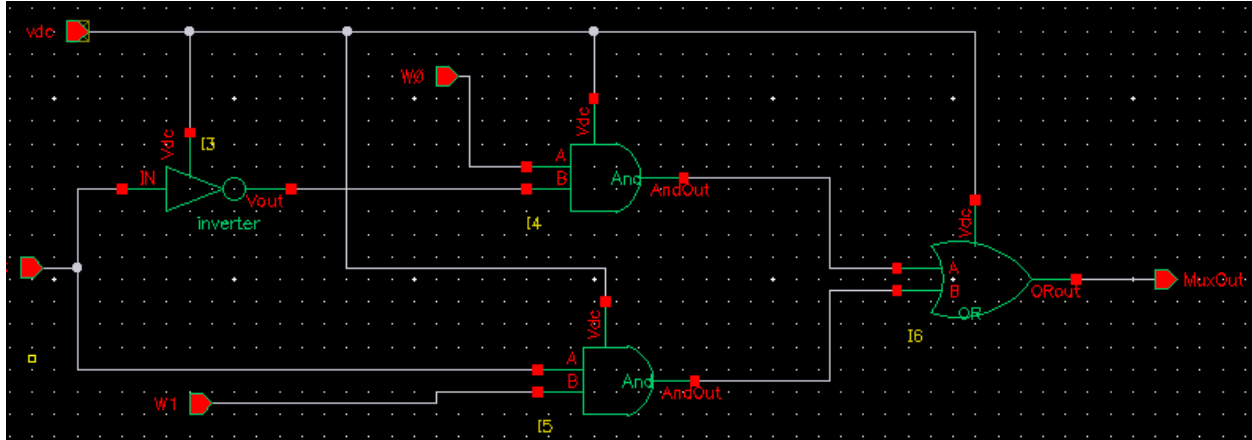 vdc
WØ
Vdc
I3
Vdc
A
B
And
AndOut
IN
Vout
inverter
I4
Vdc
A
B
ORout
OR
MuxOut
I6
Vdc
A
B
And
AndOut
W1
I5